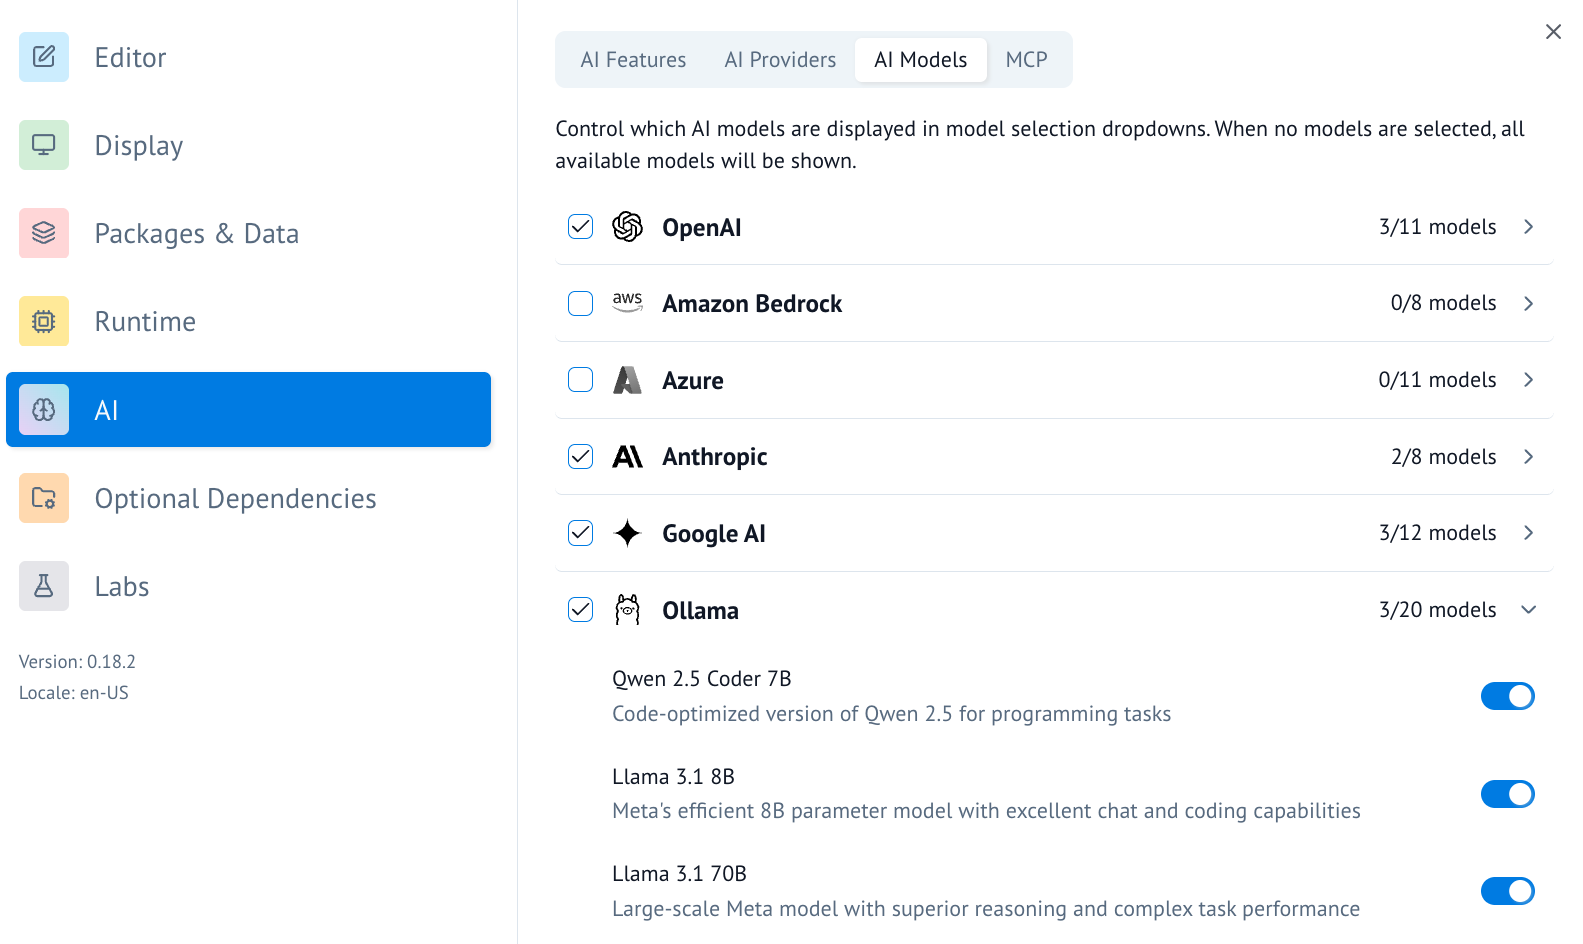 Editor
Display
Packages & Data
Runtime
AI
Optional Dependencies
Labs
Version: 0.18.2
Locale: en-US
AI Features AI Providers AI Models MCP
Control which AI models are displayed in model selection dropdowns. When no models are selected, all
available models will be shown.
OpenAI 3/11 models
aws Amazon Bedrock 0/8 models
Azure 0/11 models
Anthropic 2/8 models
Google AI 3/12 models
Ollama 3/20 models
Qwen 2.5 Coder 7B
Code-optimized version of Qwen 2.5 for programming tasks
Llama 3.1 8B
Meta's efficient 8B parameter model with excellent chat and coding capabilities
Llama 3.1 70B
Large-scale Meta model with superior reasoning and complex task performance